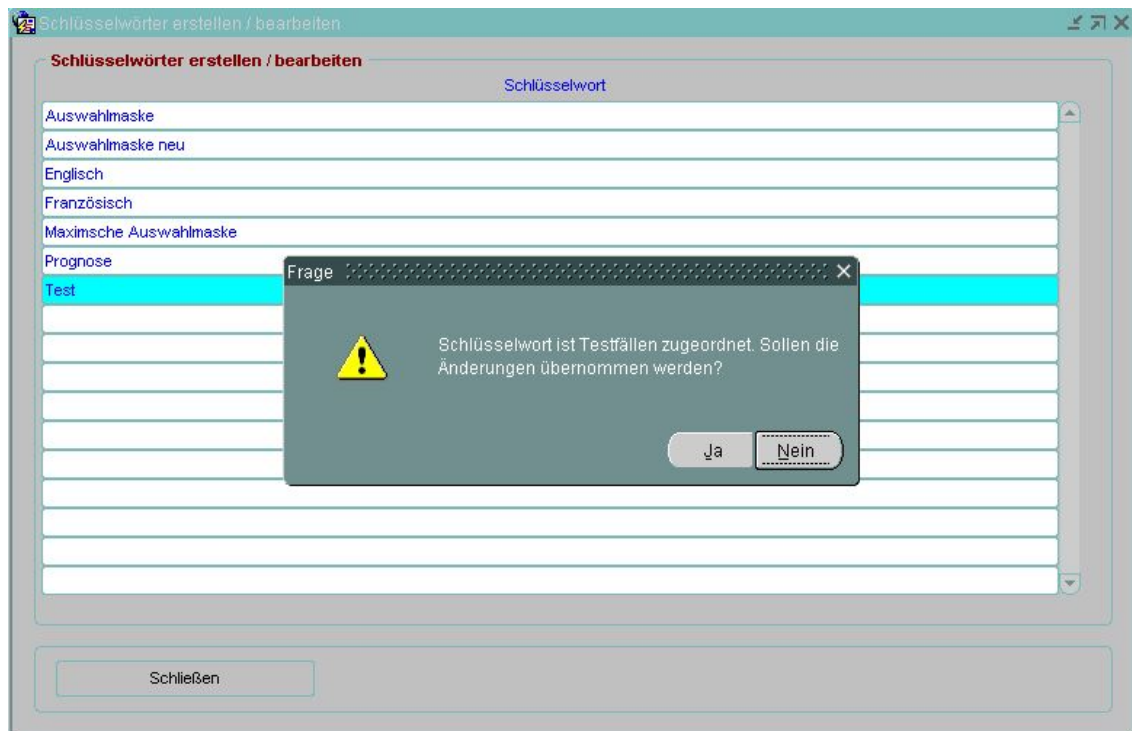 Schlüsselwörter erstellen / bearbeiten
Schlüsselwörter erstellen / bearbeiten
Schlüsselwort
Auswahlmaske
Auswahlmaske neu
Englisch
Französisch
Maximsche Auswahlmaske
Prognose
Test
Frage
Schlüsselwort ist Testfällen zugeordnet. Sollen die
Änderungen übernommen werden?
Ja
Nein
Schließen